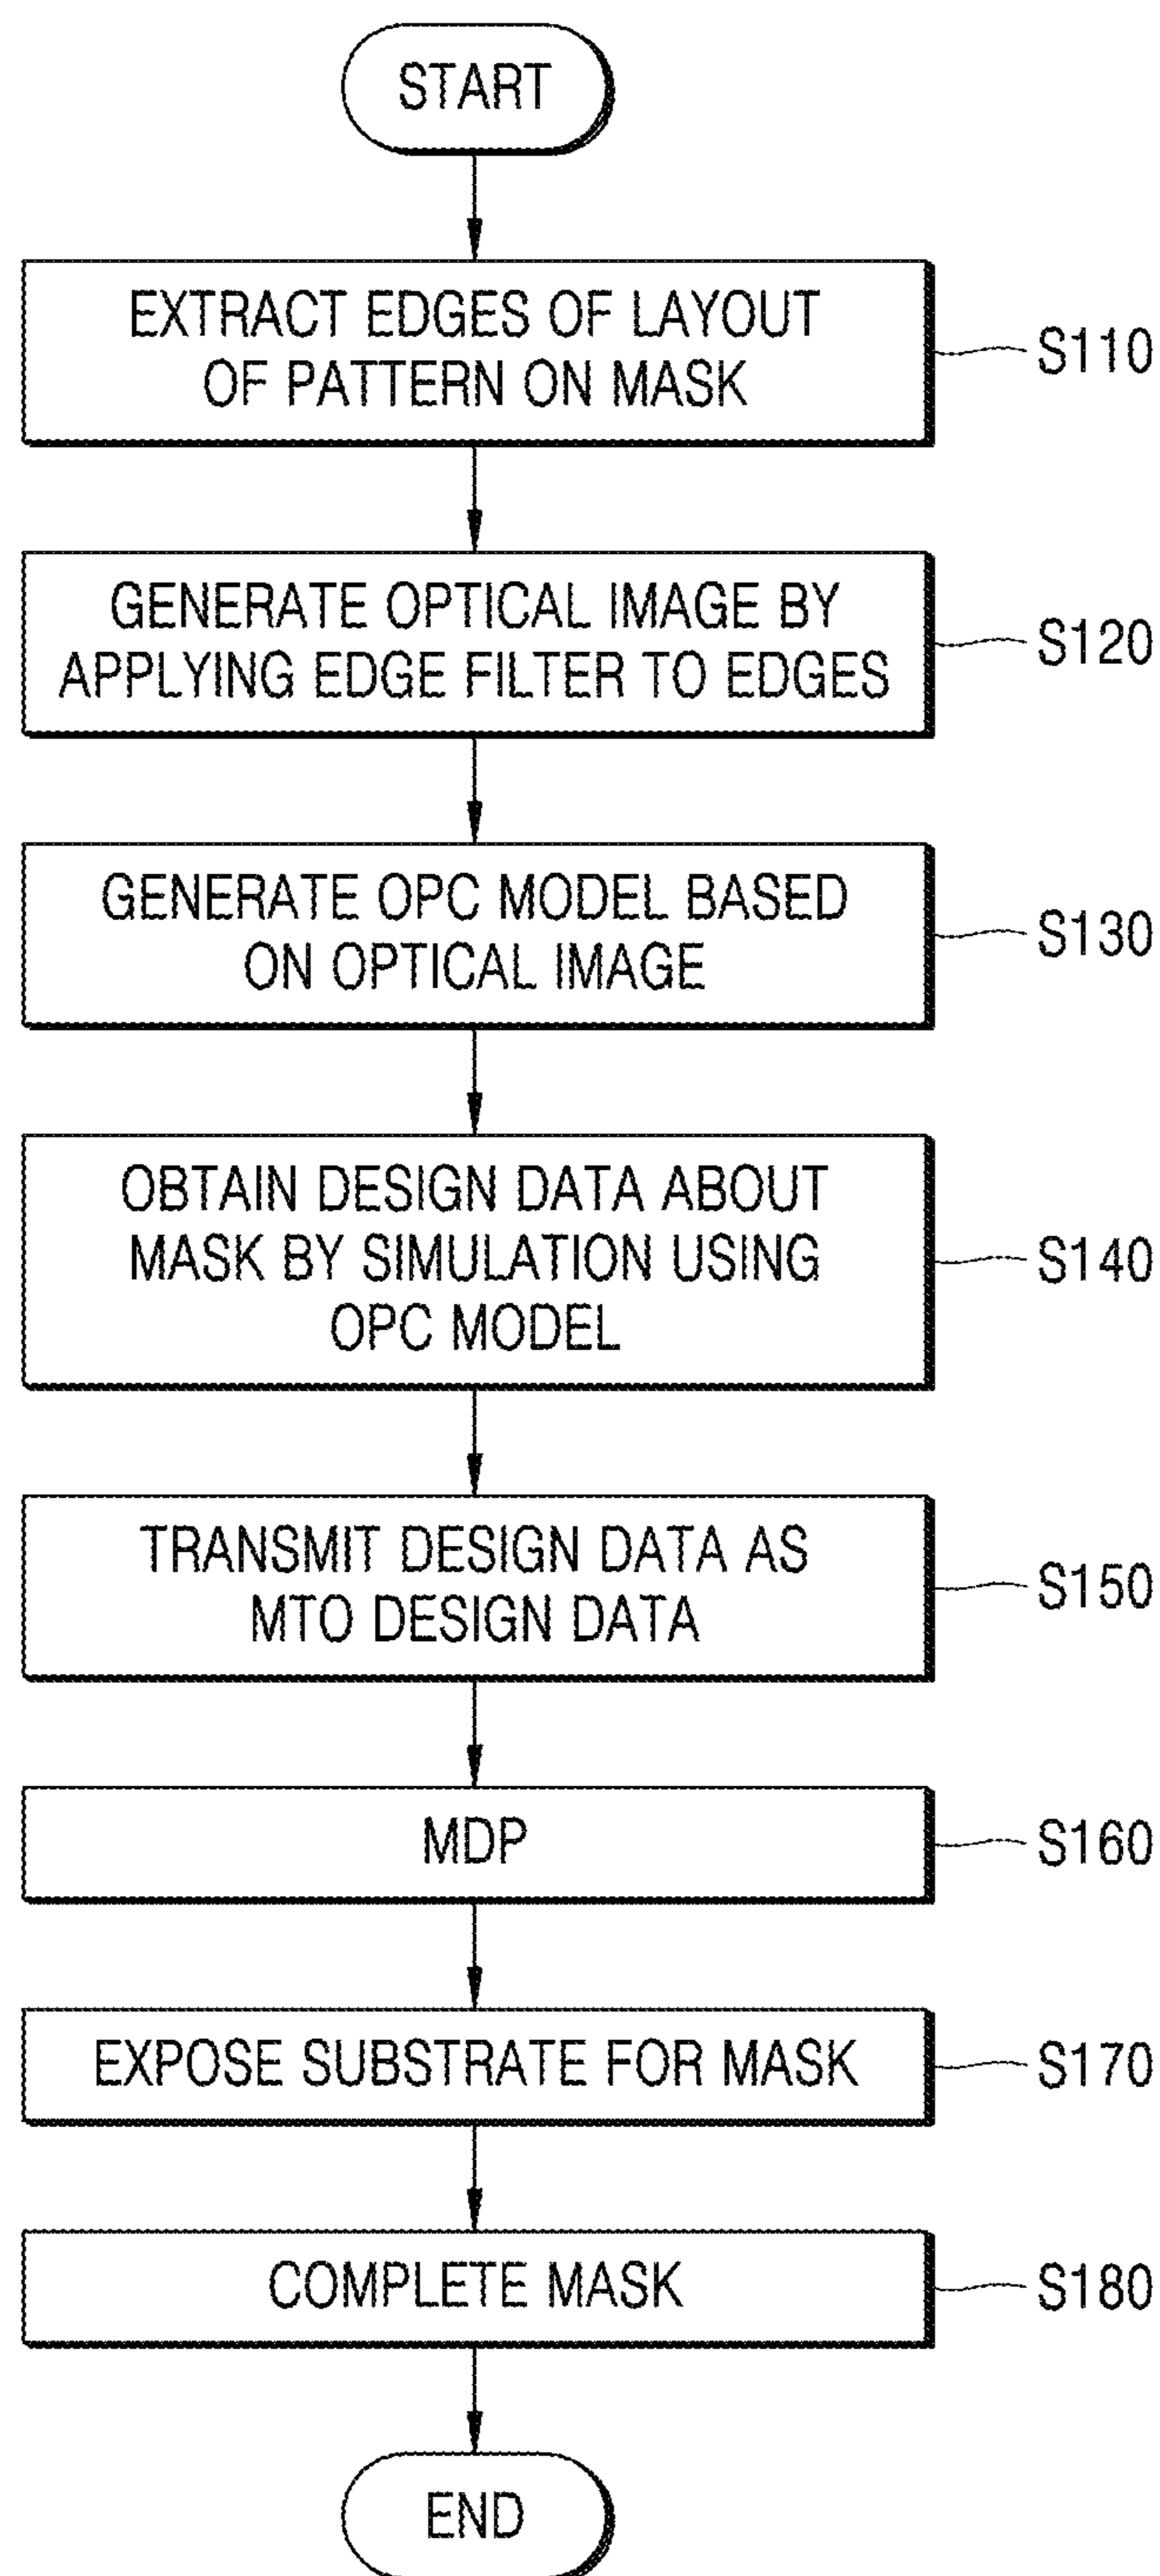 START
EXTRACT EDGES OF LAYOUT
OF PATTERN ON MASK
S110
GENERATE OPTICAL IMAGE BY
APPLYING EDGE FILTER TO EDGES
S120
GENERATE OPC MODEL BASED
ON OPTICAL IMAGE
S130
OBTAIN DESIGN DATA ABOUT
MASK BY SIMULATION USING
OPC MODEL
S140
TRANSMIT DESIGN DATA AS
MTO DESIGN DATA
S150
MDP
S160
EXPOSE SUBSTRATE FOR MASK
S170
COMPLETE MASK
S180
END